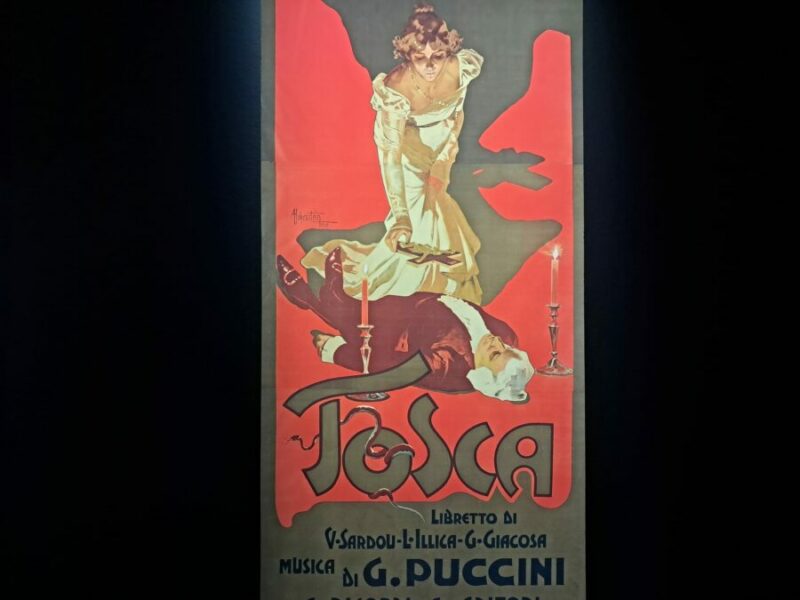 TOSCA
LIBRETTO DI
V-SARDOU-L-ILLICA-G-GIACOSA
MUSICA
DI G. PUCCINI